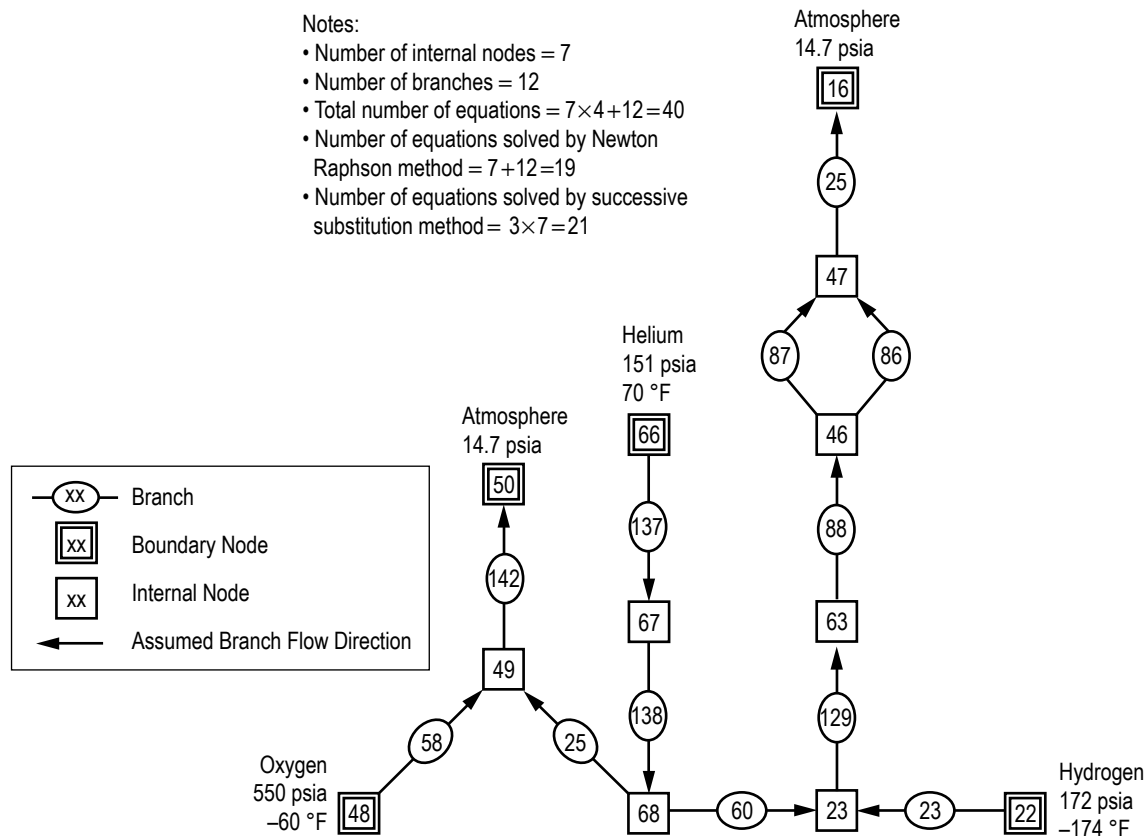 Notes:
• Number of internal nodes = 7
• Number of branches = 12
• Total number of equations = 7×4+12=40
• Number of equations solved by Newton
Raphson method = 7+12=19
• Number of equations solved by successive
substitution method = 3×7=21
Atmosphere
14.7 psia
16
25
47
87
86
46
88
63
129
Helium
151 psia
70 °F
66
137
67
138
68
Atmosphere
14.7 psia
50
142
49
58
25
Oxygen
550 psia
–60 °F
48
60
23
23
22
Hydrogen
172 psia
–174 °F
xx Branch
xx Boundary Node
xx Internal Node
Assumed Branch Flow Direction